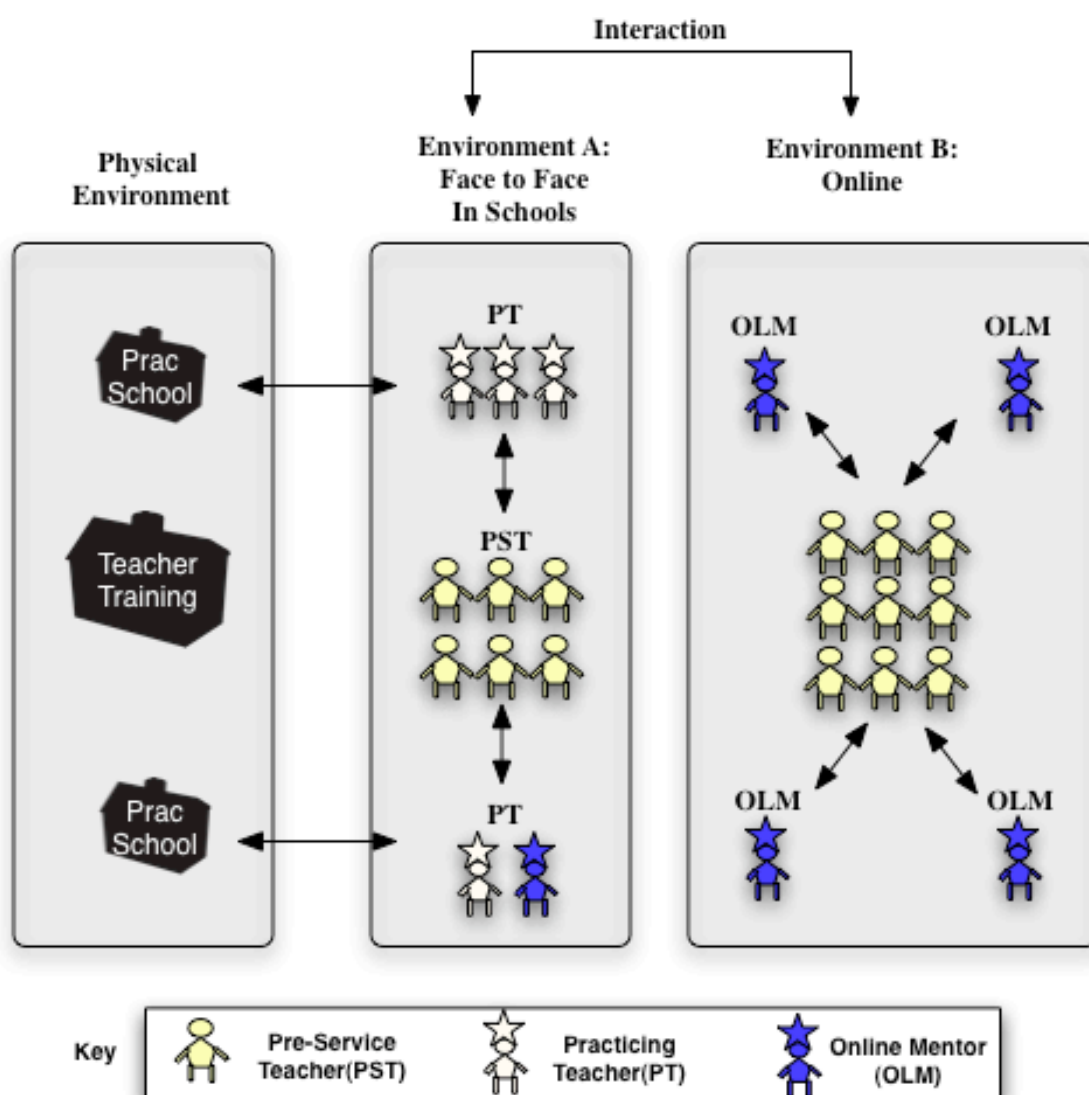 Interaction
Physical
Environment
Environment A:
Face to Face
In Schools
Environment B:
Online
Prac
School
Teacher
Training
Prac
School
PT
PST
PT
OLM
OLM
OLM
OLM
Key
Pre-Service
Teacher(PST)
Practicing
Teacher(PT)
Online Mentor
(OLM)